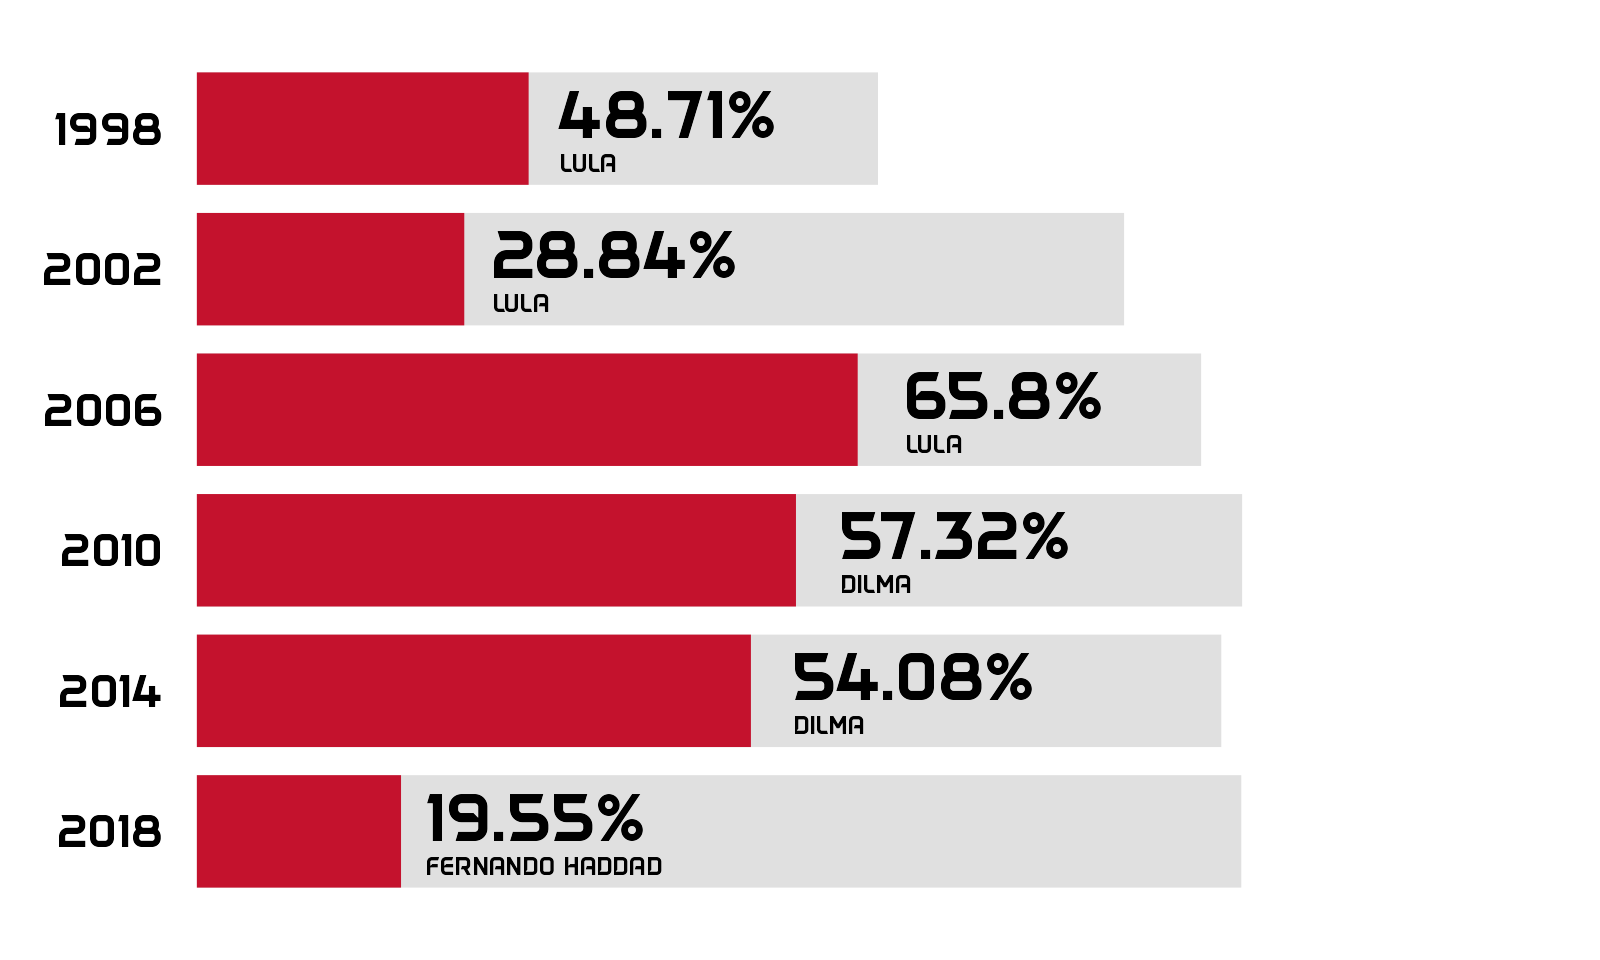 1998
48.71%
LULA
2002
28.84%
LULA
2006
65.8%
LULA
2010
57.32%
DILMA
2014
54.08%
DILMA
2018
19.55%
FERNANDO HADDAD